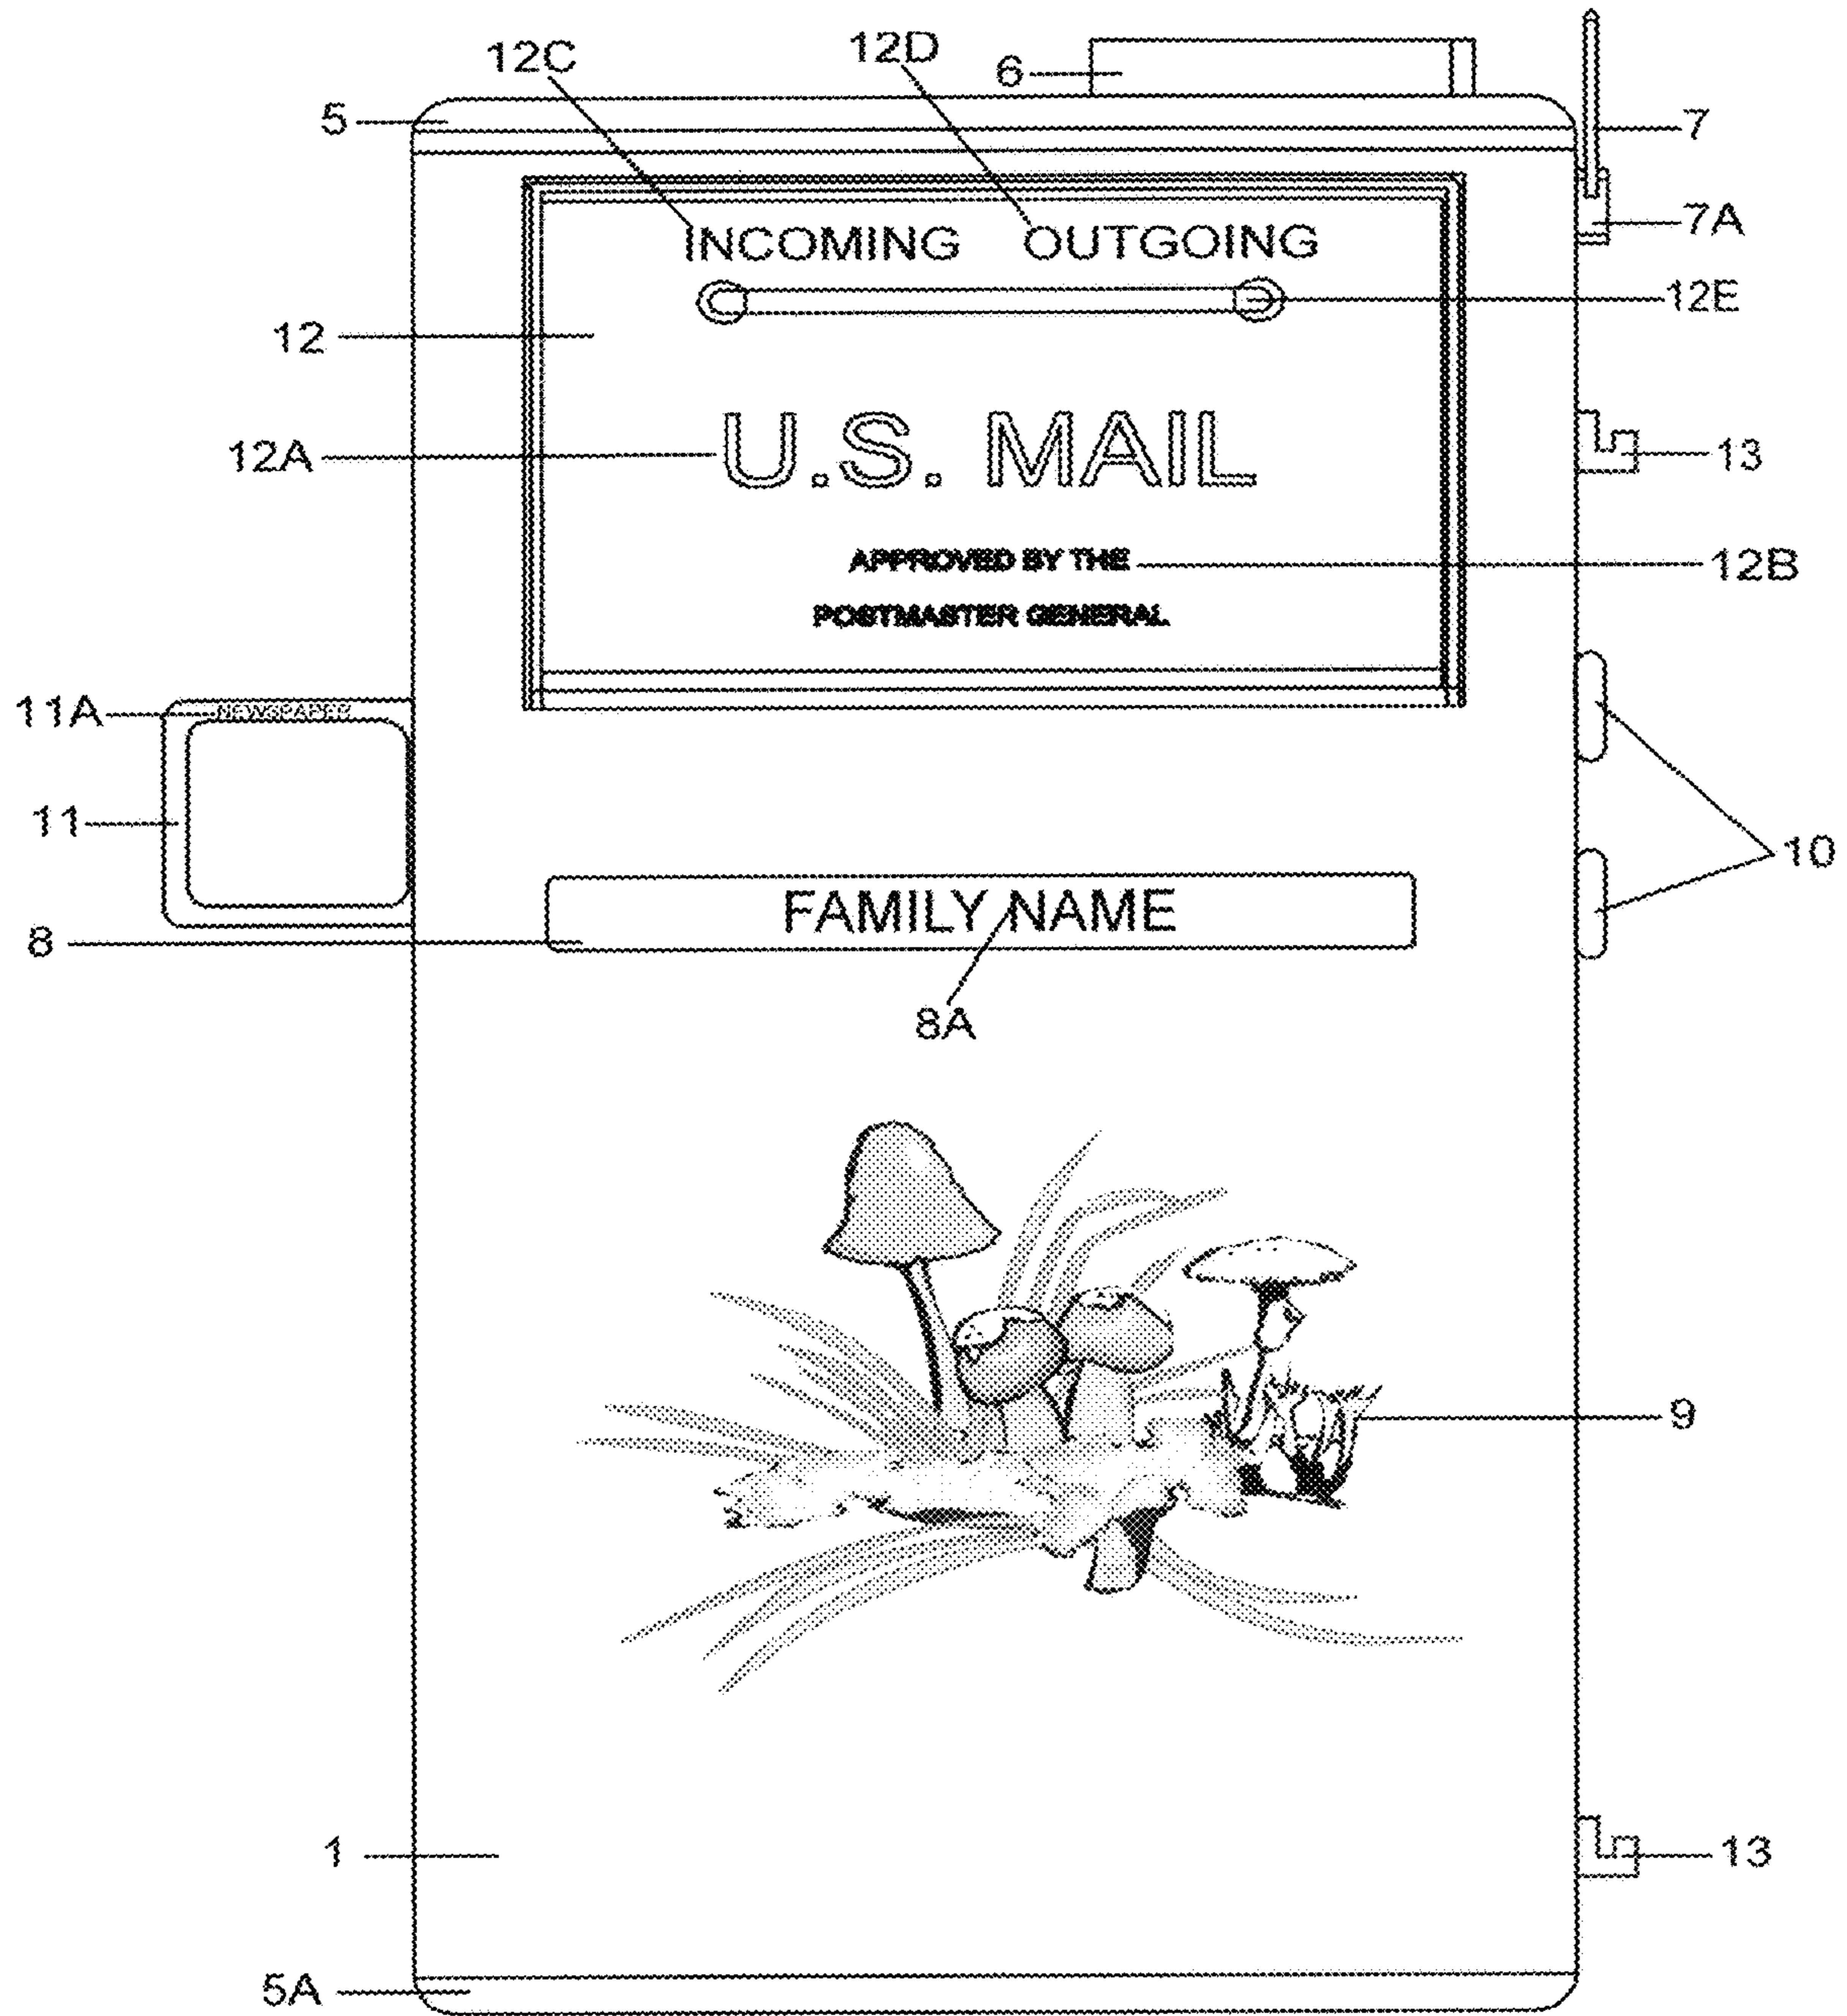 12C
12D
6
5
7
7A
INCOMING OUTGOING
12E
12
U.S. MAIL
12A
13
APPROVED BY THE
12B
POSTMASTER GENERAL
11A
NEWSPAPER
11
10
FAMILY NAME
8
8A
9
1
13
5A